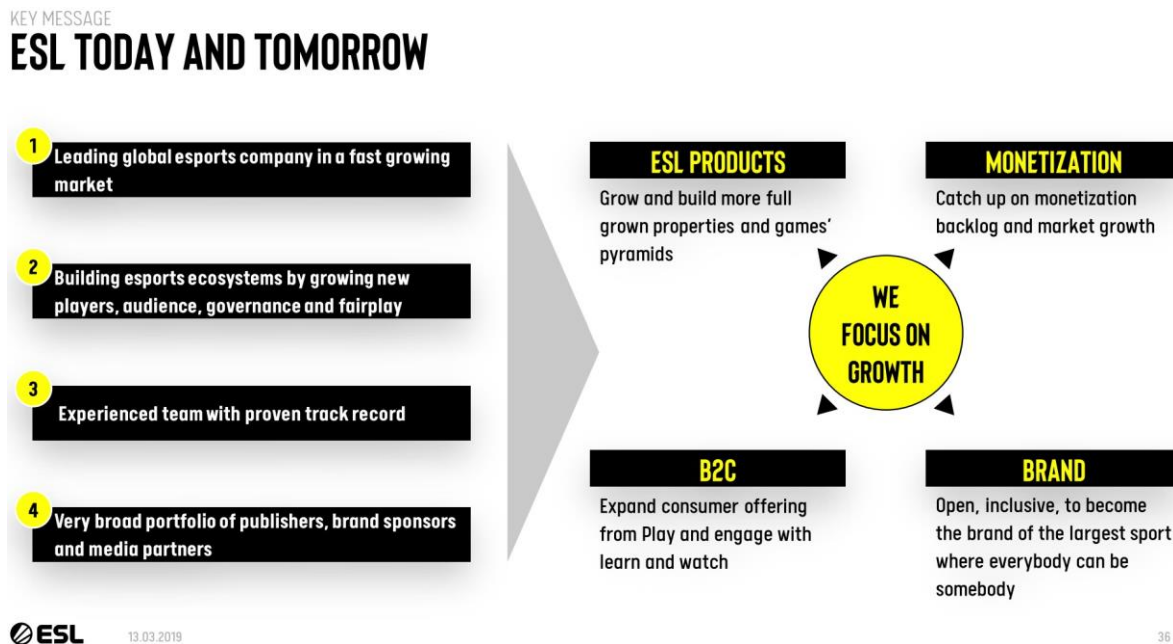 KEY MESSAGE
ESL TODAY AND TOMORROW
1
Leading global esports company in a fast growing
market
2
Building esports ecosystems by growing new
players, audience, governance and fairplay
3
Experienced team with proven track record
4
Very broad portfolio of publishers, brand sponsors
and media partners
ESL PRODUCTS
Grow and build more full
grown properties and games’
pyramids
MONETIZATION
Catch up on monetization
backlog and market growth
WE
FOCUS ON
GROWTH
B2C
Expand consumer offering
from Play and engage with
learn and watch
BRAND
Open, inclusive, to become
the brand of the largest sport
where everybody can be
somebody
ESL
13.03.2019
36